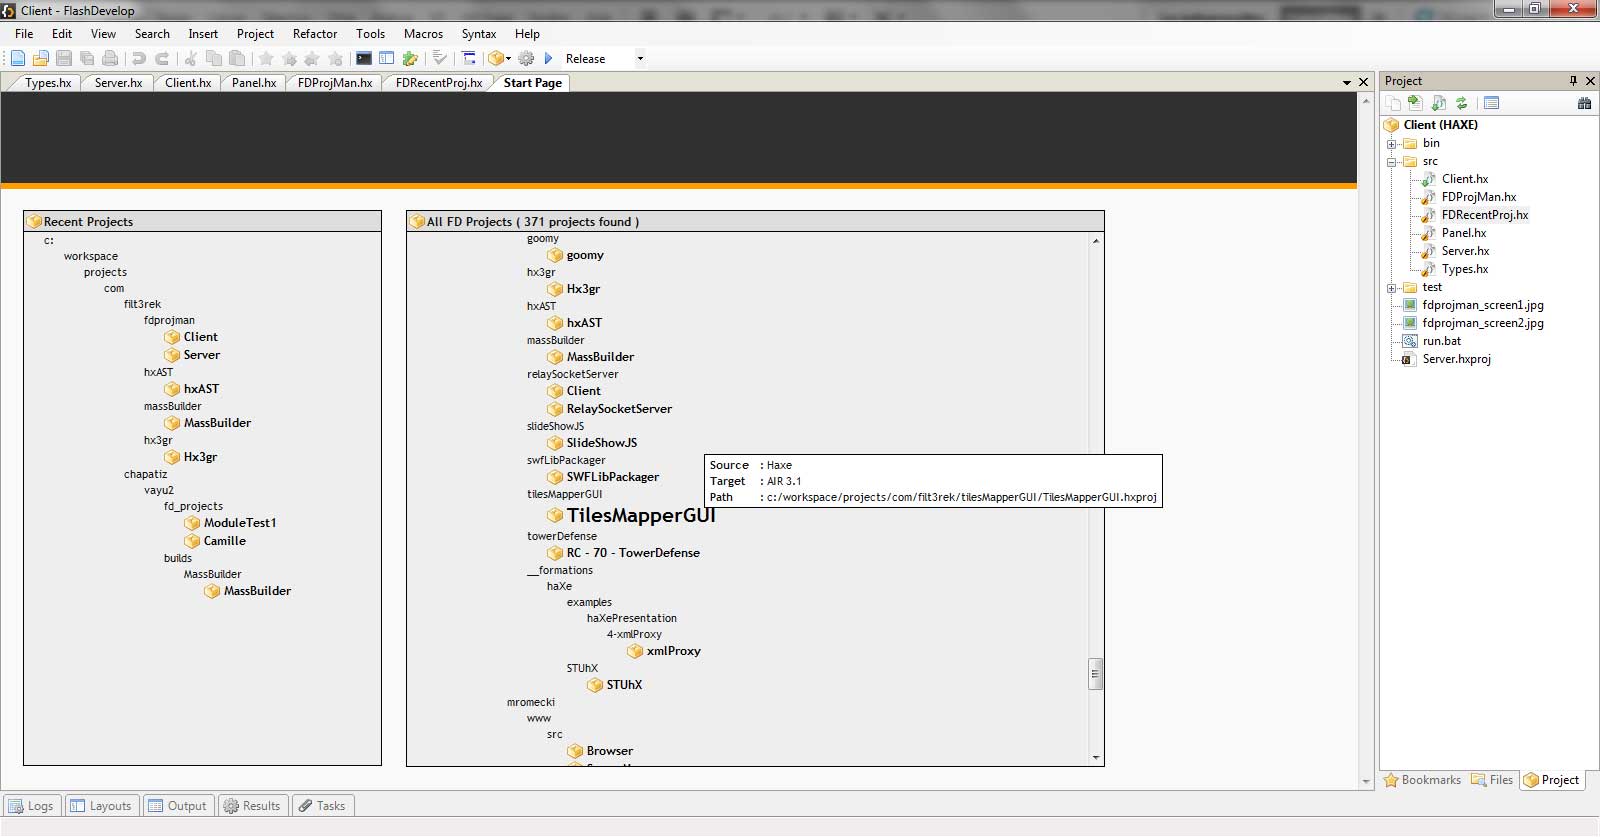 Client - FlashDevelop
File Edit View Search Insert Project Refactor Tools Macros Syntax Help
Release
Types.hx Server.hx Client.hx Panel.hx FDProjMan.hx FDRecentProj.hx Start Page
Recent Projects
c:
workspace
projects
com
filt3rek
fdprojman
Client
Server
hxAST
hxAST
massBuilder
MassBuilder
hx3gr
Hx3gr
chapatiz
vayu2
fd_projects
ModuleTest1
Camille
builds
MassBuilder
MassBuilder
All FD Projects ( 371 projects found )
goomy
goomy
hx3gr
Hx3gr
hxAST
hxAST
massBuilder
MassBuilder
relaySocketServer
Client
RelaySocketServer
slideShowJS
SlideShowJS
swfLibPackager
SWFLibPackager
tilesMapperGUI
TilesMapperGUI
towerDefense
RC - 70 - TowerDefense
__formations
haXe
examples
haXePresentation
4-xmlProxy
xmlProxy
STUhX
STUhX
mromecki
www
src
Browser
Source : Haxe
Target : AIR 3.1
Path : c:/workspace/projects/com/filt3rek/tilesMapperGUI/TilesMapperGUI.hxproj
Project
Client (HAXE)
bin
src
Client.hx
FDProjMan.hx
FDRecentProj.hx
Panel.hx
Server.hx
Types.hx
test
fdprojman_screen1.jpg
fdprojman_screen2.jpg
run.bat
Server.hxproj
Bookmarks Files Project
Logs Layouts Output Results Tasks